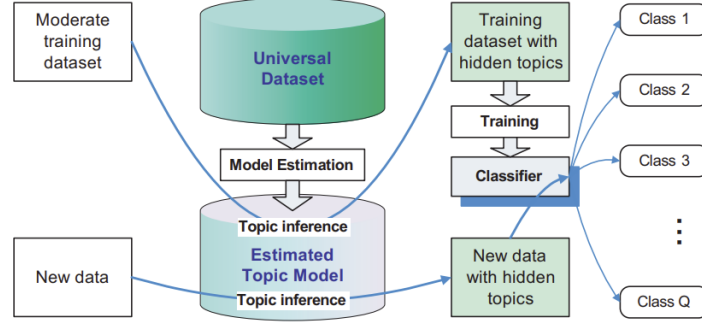 Moderate
training
dataset
Universal
Dataset
Training
dataset with
hidden topics
Class 1
Class 2
Class 3
Model Estimation
Training
Classifier
Topic inference
Estimated
Topic Model
Topic inference
New data
New data
with hidden
topics
Class Q